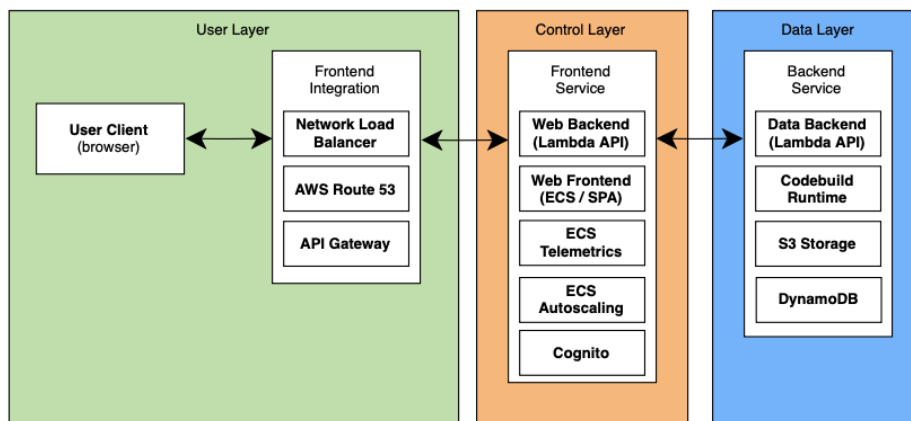 User Layer
Frontend
Integration
User Client
(browser)
Network Load
Balancer
AWS Route 53
API Gateway
Control Layer
Frontend
Service
Web Backend
(Lambda API)
Web Frontend
(ECS / SPA)
ECS
Telemetrics
ECS
Autoscaling
Cognito
Data Layer
Backend
Service
Data Backend
(Lambda API)
Codebuild
Runtime
S3 Storage
DynamoDB